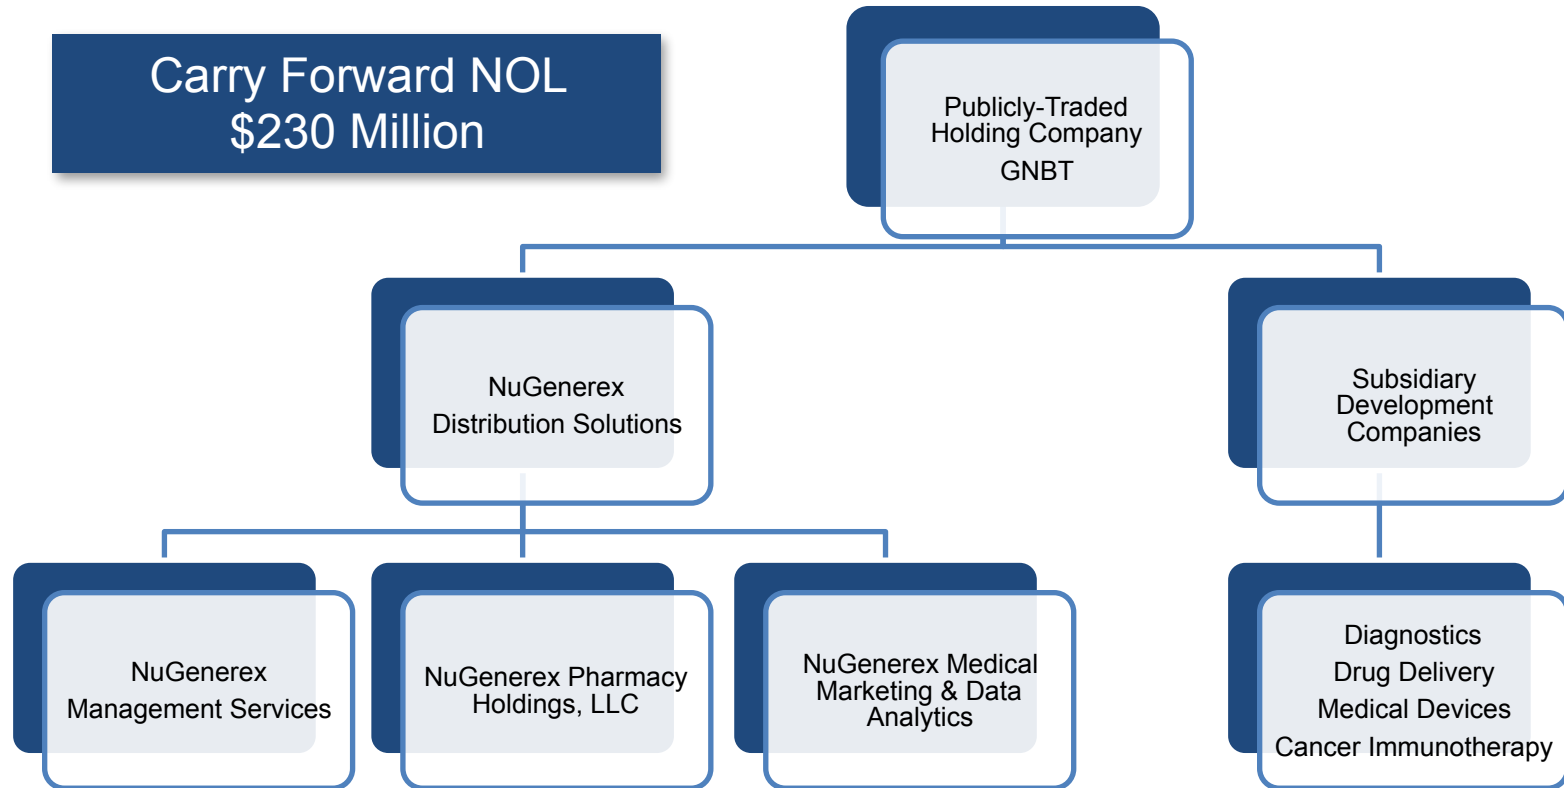 Carry Forward NOL
$230 Million
Publicly-Traded
Holding Company
GNBT
NuGenerex
Distribution Solutions
Subsidiary
Development
Companies
NuGenerex
Management Services
NuGenerex Pharmacy
Holdings, LLC
NuGenerex Medical
Marketing & Data
Analytics
Diagnostics
Drug Delivery
Medical Devices
Cancer Immunotherapy